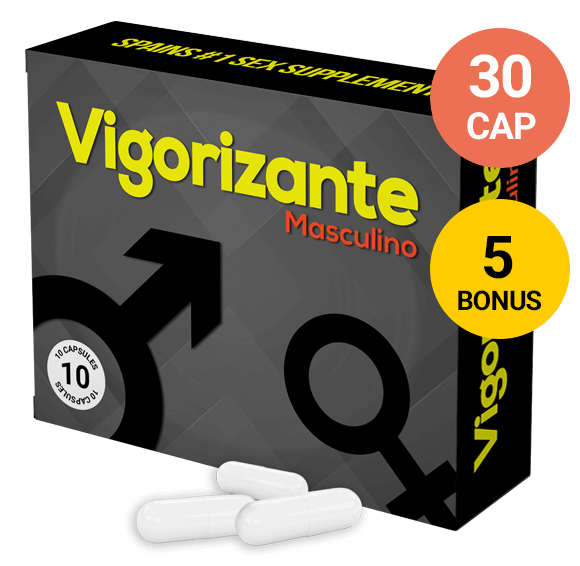 SPAINS #1 SEX SUPPLEMENT
30
CAP
Vigorizante
Masculino
5
BONUS
10 CAPSULES
10
10 CAPSULES
Vigorizante